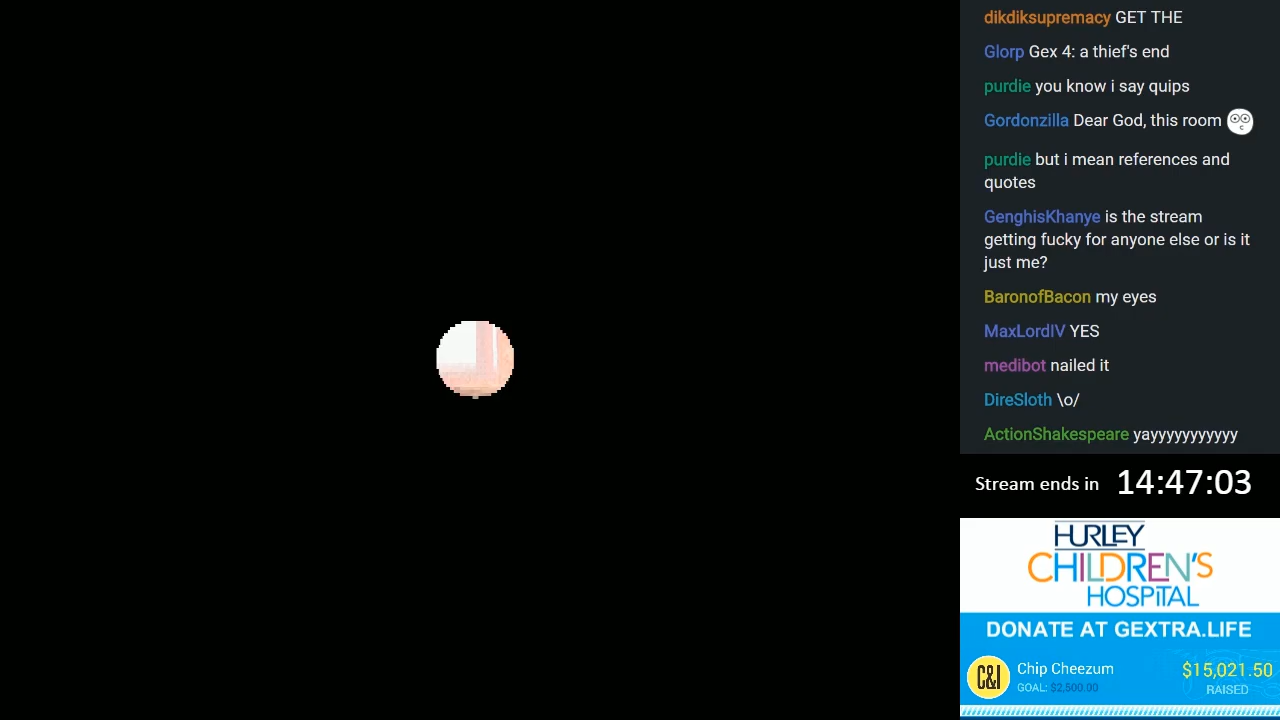 dikdiksupremacy GET THE
Glorp Gex 4: a thief's end
purdie you know i say quips
Gordonzilla Dear God, this room
purdie but i mean references and
quotes
GenghisKhanye is the stream
getting fucky for anyone else or is it
just me?
BaronofBacon my eyes
MaxLordIV YES
medibot nailed it
DireSloth \o/
ActionShakespeare yayyyyyyyyyyy
Stream ends in 14:47:03
HURLEY
CHILDREN'S
HOSPITAL
DONATE AT GEXTRA.LIFE
C&I
Chip Cheezum $15,021.50
GOAL: $2,500.00 RAISED